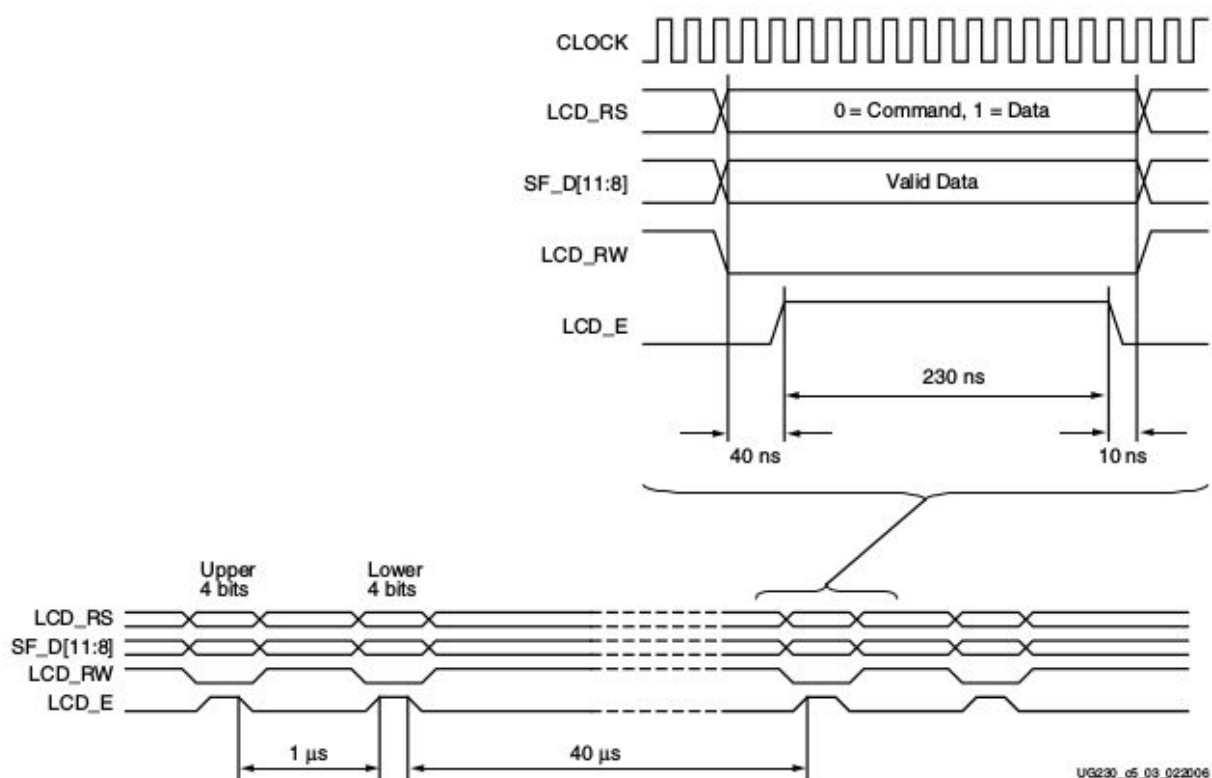 CLOCK
LCD_RS
0 = Command, 1 = Data
SF_D[11:8]
Valid Data
LCD_RW
LCD_E
230 ns
40 ns
10 ns
Upper
4 bits
Lower
4 bits
LCD_RS
SF_D[11:8]
LCD_RW
LCD_E
1 µs
40 µs
UG230_c5_03_022006